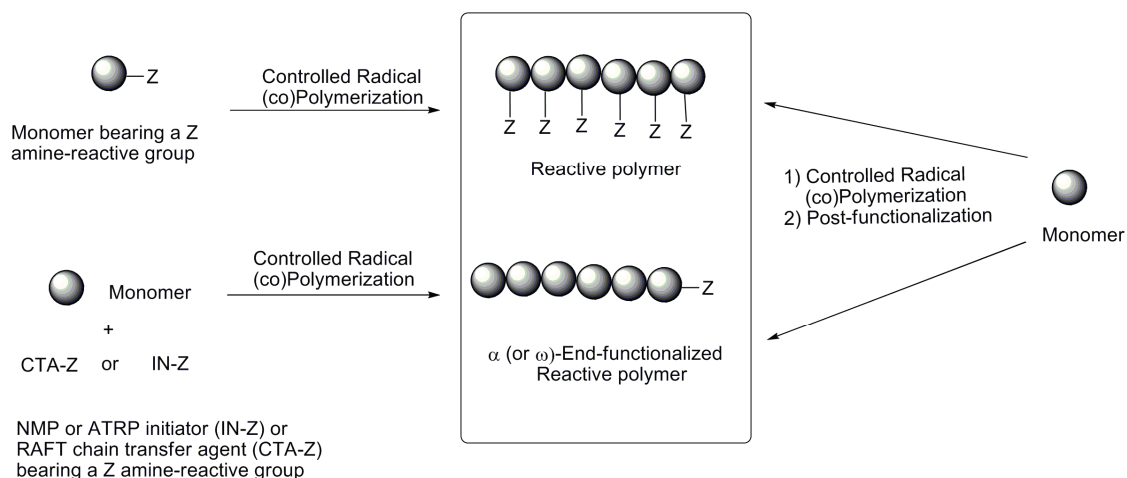 Z
Monomer bearing a Z
amine-reactive group
Controlled Radical
(co)Polymerization
Z Z Z Z Z Z
Reactive polymer
1) Controlled Radical
(co)Polymerization
2) Post-functionalization
Monomer
Monomer
+
CTA-Z or IN-Z
Controlled Radical
(co)Polymerization
Z
α (or ω)-End-functionalized
Reactive polymer
NMP or ATRP initiator (IN-Z) or
RAFT chain transfer agent (CTA-Z)
bearing a Z amine-reactive group